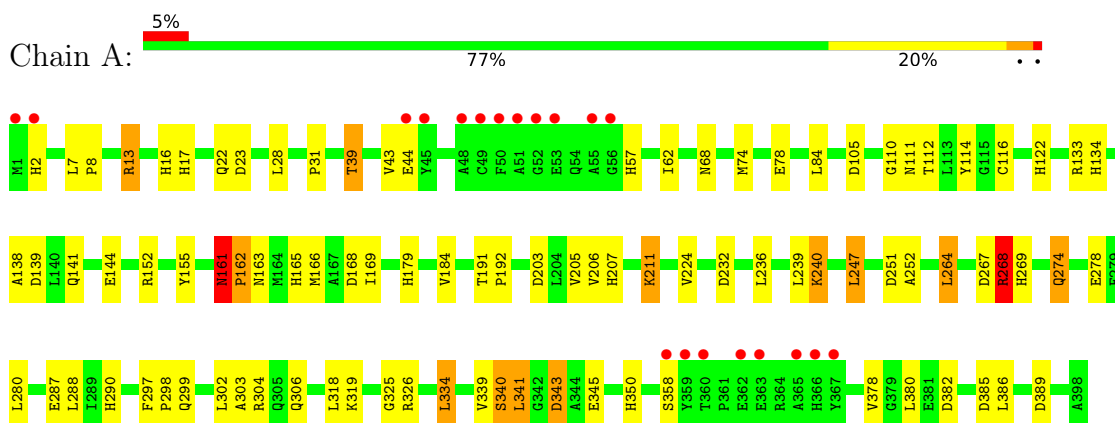 5%
Chain A:
77% 20% • •
M1 H2 L7 P8 R13 H16 H17 Q22 D23 L28 P31 T39 V43 E44 Y45 A48 C49 F50 A51 G52 E53 Q54 A55 G56 H57 I62 N68 M74 E78 L84 D105 G110 N111 T112 L113 Y114 G115 C116 H122 R133 H134
A138 D139 L140 Q141 E144 R152 Y155 N161 P162 N163 M164 H165 M166 A167 D168 I169 H179 V184 T191 P192 D203 L204 V205 V206 H207 K211 V224 D232 L236 L239 K240 L247 D251 A252 L264 D267 R268 H269 Q274 E278 E279
L280 E287 L288 I289 H290 F297 P298 Q299 L302 A303 R304 Q305 Q306 L318 K319 G325 R326 L334 V339 S340 L341 G342 D343 A344 E345 H350 S358 Y359 T360 P361 E362 E363 R364 A365 H366 Y367 V378 G379 L380 E381 D382 D385 L386 D389 A398